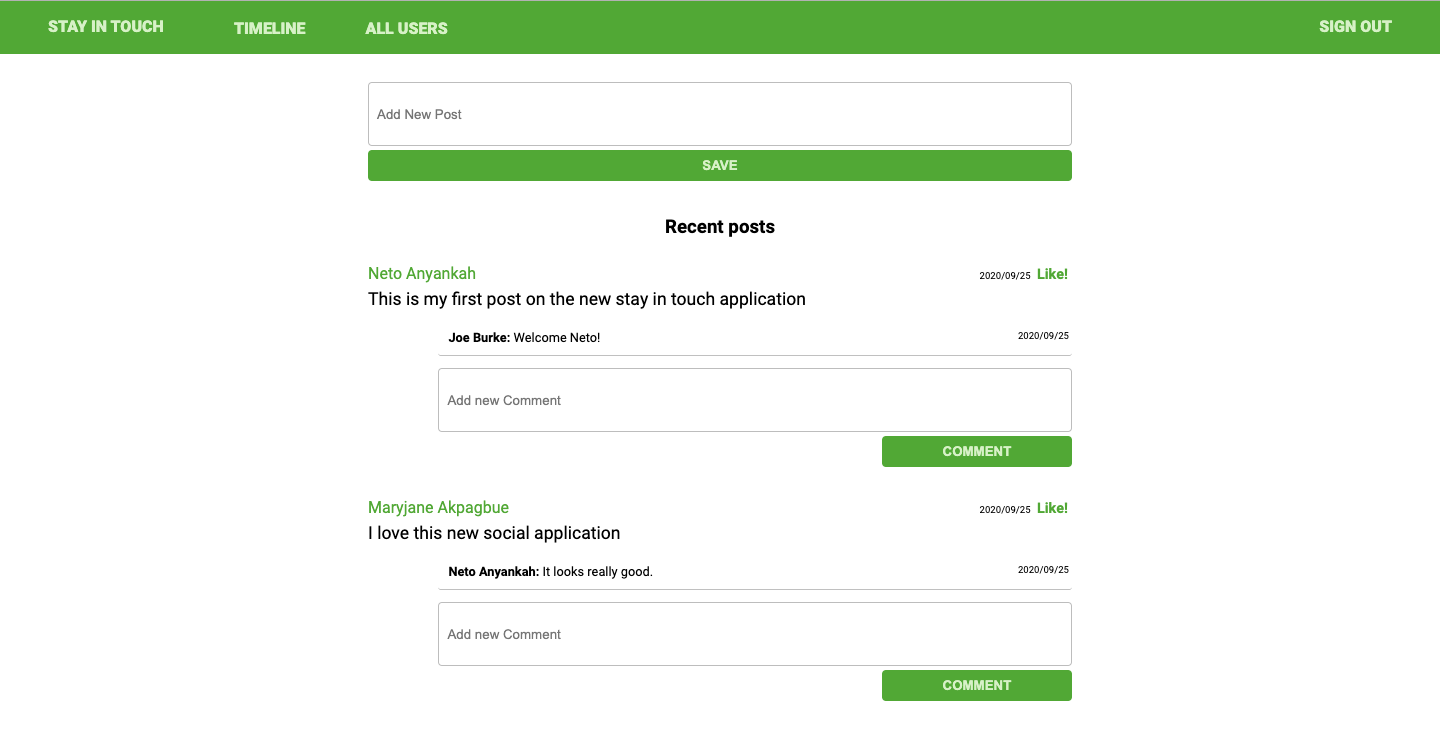 STAY IN TOUCH TIMELINE ALL USERS SIGN OUT
Add New Post
SAVE
Recent posts
Neto Anyankah 2020/09/25 Like!
This is my first post on the new stay in touch application
Joe Burke: Welcome Neto! 2020/09/25
Add new Comment
COMMENT
Maryjane Akpagbue 2020/09/25 Like!
I love this new social application
Neto Anyankah: It looks really good. 2020/09/25
Add new Comment
COMMENT